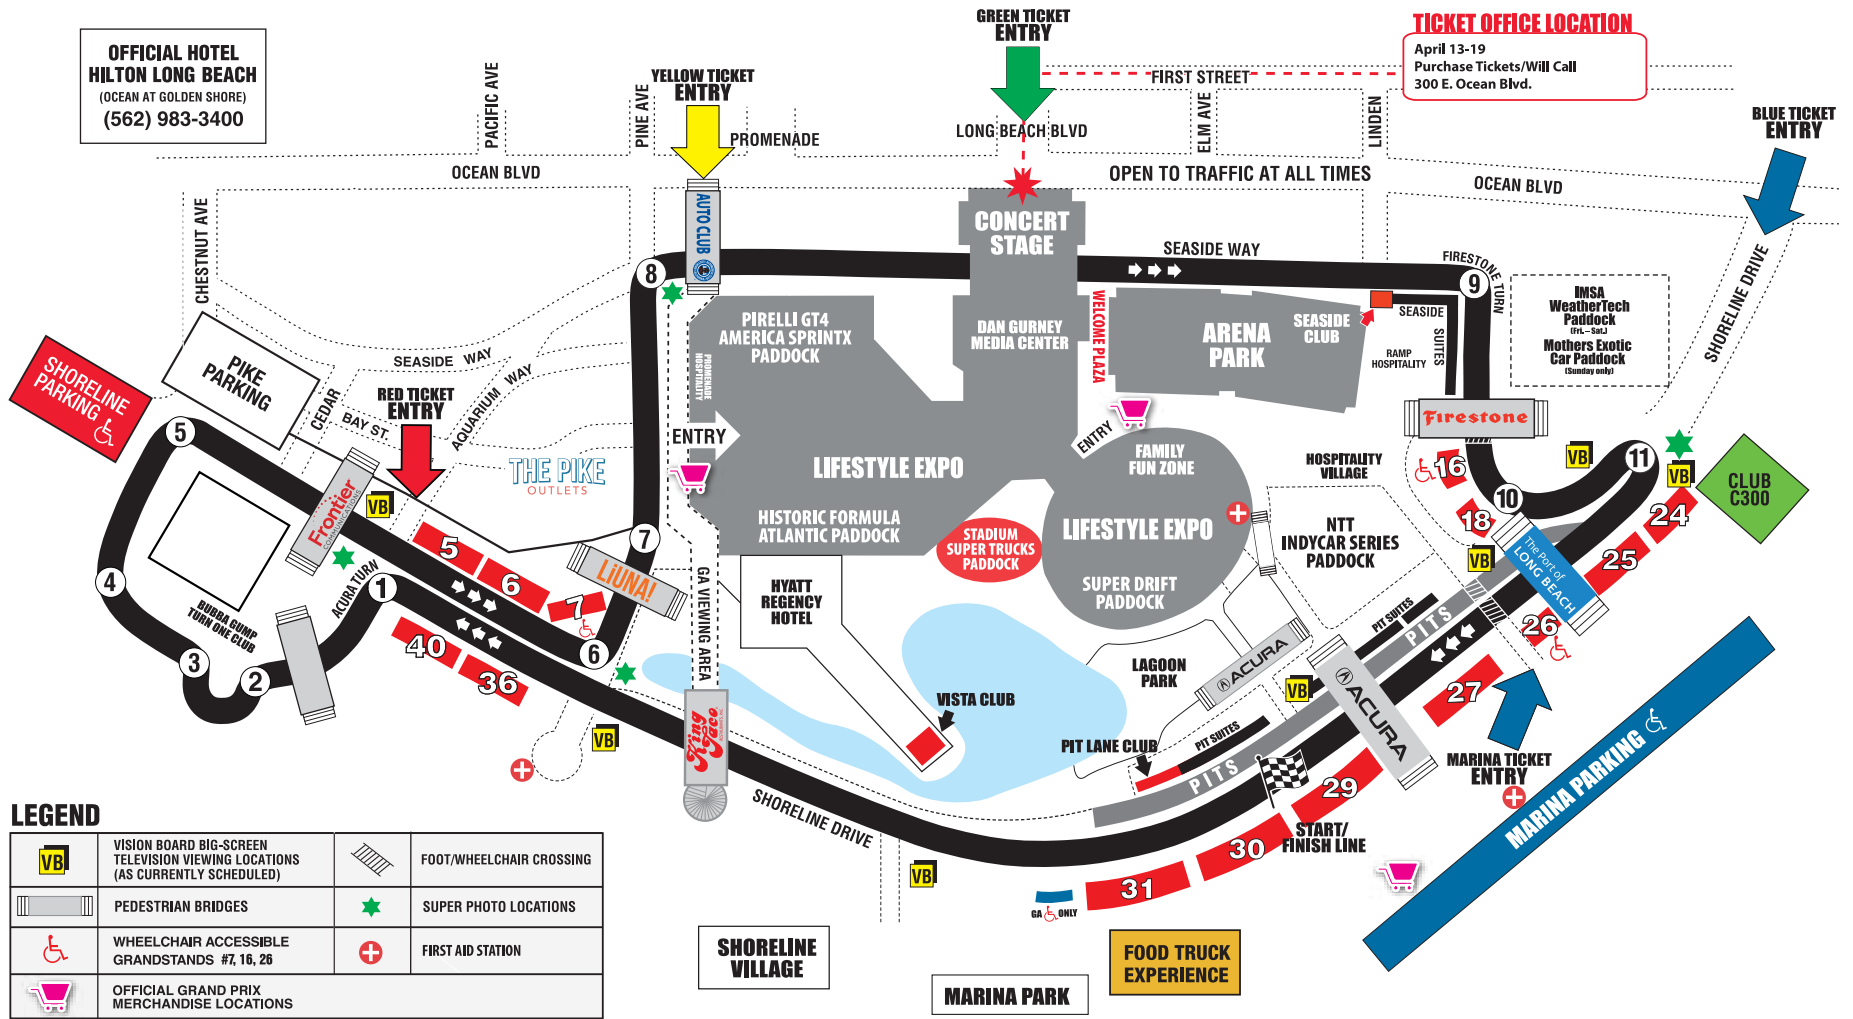 OFFICIAL HOTEL
HILTON LONG BEACH
(OCEAN AT GOLDEN SHORE)
(562) 983-3400
GREEN TICKET
ENTRY
TICKET OFFICE LOCATION
April 13-19
Purchase Tickets/Will Call
300 E. Ocean Blvd.
YELLOW TICKET
ENTRY
BLUE TICKET
ENTRY
FIRST STREET
PACIFIC AVE
PINE AVE
PROMENADE
LONG BEACH BLVD
ELM AVE
LINDEN
OCEAN BLVD
OPEN TO TRAFFIC AT ALL TIMES
OCEAN BLVD
CHESTNUT AVE
AUTO CLUB
CONCERT
STAGE
SEASIDE WAY
FIRESTONE TURN
SHORELINE DRIVE
8
9
IMSA
WeatherTech
Paddock
(Fri. – Sat.)
Mothers Exotic
Car Paddock
(Sunday only)
PIRELLI GT4
AMERICA SPRINTX
PADDOCK
DAN GURNEY
MEDIA CENTER
WELCOME PLAZA
ARENA
PARK
SEASIDE
CLUB
SEASIDE
SUITES
RAMP
HOSPITALITY
PROMENADE
HOSPITALITY
SHORELINE
PARKING
PIKE
PARKING
SEASIDE WAY
CEDAR
BAY ST.
AQUARIUM WAY
RED TICKET
ENTRY
THE PIKE
OUTLETS
ENTRY
ENTRY
LIFESTYLE EXPO
FAMILY
FUN ZONE
Firestone
HOSPITALITY
VILLAGE
5
Frontier
COMMUNICATIONS
VB
VB
11
VB
CLUB
C300
16
10
18
24
25
VB
The Port of
LONG BEACH
26
HISTORIC FORMULA
ATLANTIC PADDOCK
STADIUM
SUPER TRUCKS
PADDOCK
LIFESTYLE EXPO
SUPER DRIFT
PADDOCK
NTT
INDYCAR SERIES
PADDOCK
5
6
7
7
LiUNA!
4
1
ACURA TURN
BUBBA GUMP
TURN ONE CLUB
3
2
40
36
6
GA VIEWING AREA
HYATT
REGENCY
HOTEL
PIT SUITES
PITS
LAGOON
PARK
ACURA
VB
ACURA
27
VISTA CLUB
PIT LANE CLUB
PIT SUITES
PITS
MARINA TICKET
ENTRY
MARINA PARKING
VB
King
Taco
SHORELINE DRIVE
29
START/
FINISH LINE
30
31
VB
GA ONLY
LEGEND
VB
VISION BOARD BIG-SCREEN
TELEVISION VIEWING LOCATIONS
(AS CURRENTLY SCHEDULED)
FOOT/WHEELCHAIR CROSSING
PEDESTRIAN BRIDGES
SUPER PHOTO LOCATIONS
WHEELCHAIR ACCESSIBLE
GRANDSTANDS #7, 16, 26
FIRST AID STATION
OFFICIAL GRAND PRIX
MERCHANDISE LOCATIONS
SHORELINE
VILLAGE
MARINA PARK
FOOD TRUCK
EXPERIENCE